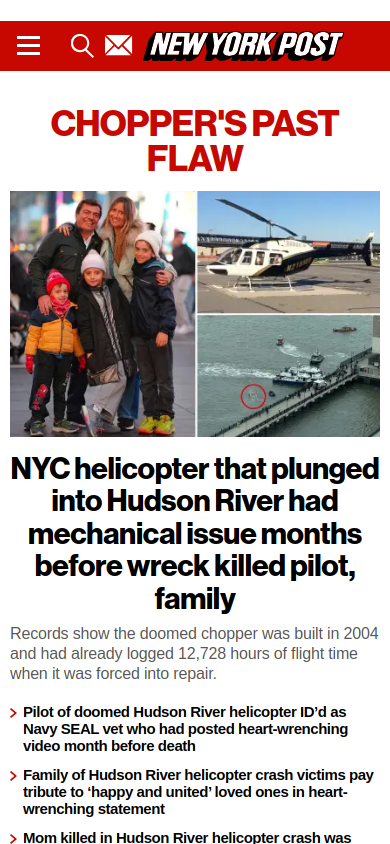 NEW YORK POST
CHOPPER'S PAST
FLAW
NYC helicopter that plunged
into Hudson River had
mechanical issue months
before wreck killed pilot,
family
Records show the doomed chopper was built in 2004
and had already logged 12,728 hours of flight time
when it was forced into repair.
Pilot of doomed Hudson River helicopter ID’d as
Navy SEAL vet who had posted heart-wrenching
video month before death
Family of Hudson River helicopter crash victims pay
tribute to ‘happy and united’ loved ones in heart-
wrenching statement
Mom killed in Hudson River helicopter crash was